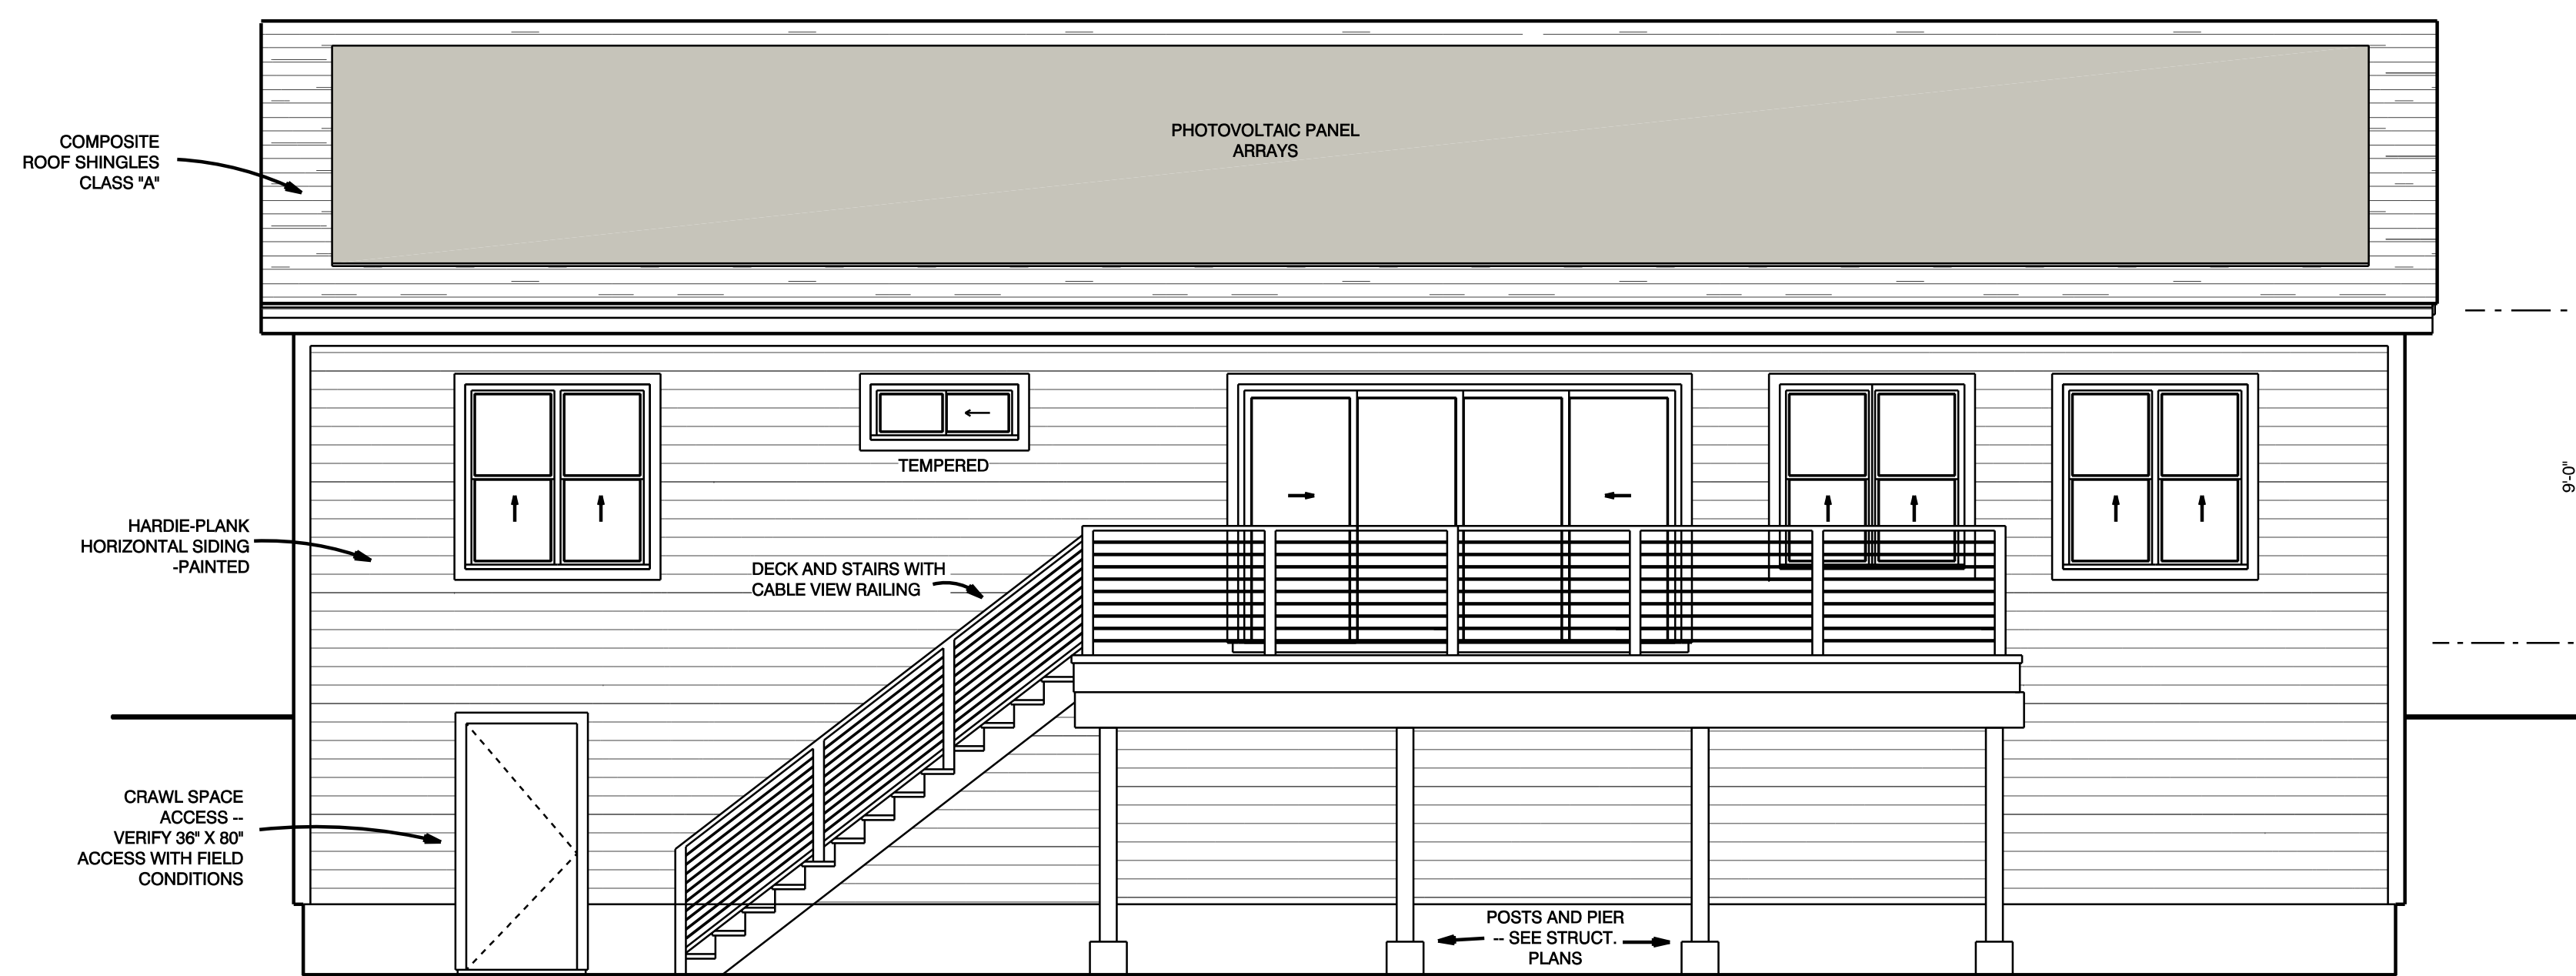 PHOTOVOLTAIC PANEL
ARRAYS
COMPOSITE
ROOF SHINGLES
CLASS "A"
TEMPERED
9'-0"
HARDIE-PLANK
HORIZONTAL SIDING
-PAINTED
DECK AND STAIRS WITH
CABLE VIEW RAILING
CRAWL SPACE
ACCESS --
VERIFY 36" X 80"
ACCESS WITH FIELD
CONDITIONS
POSTS AND PIER
-- SEE STRUCT.
PLANS